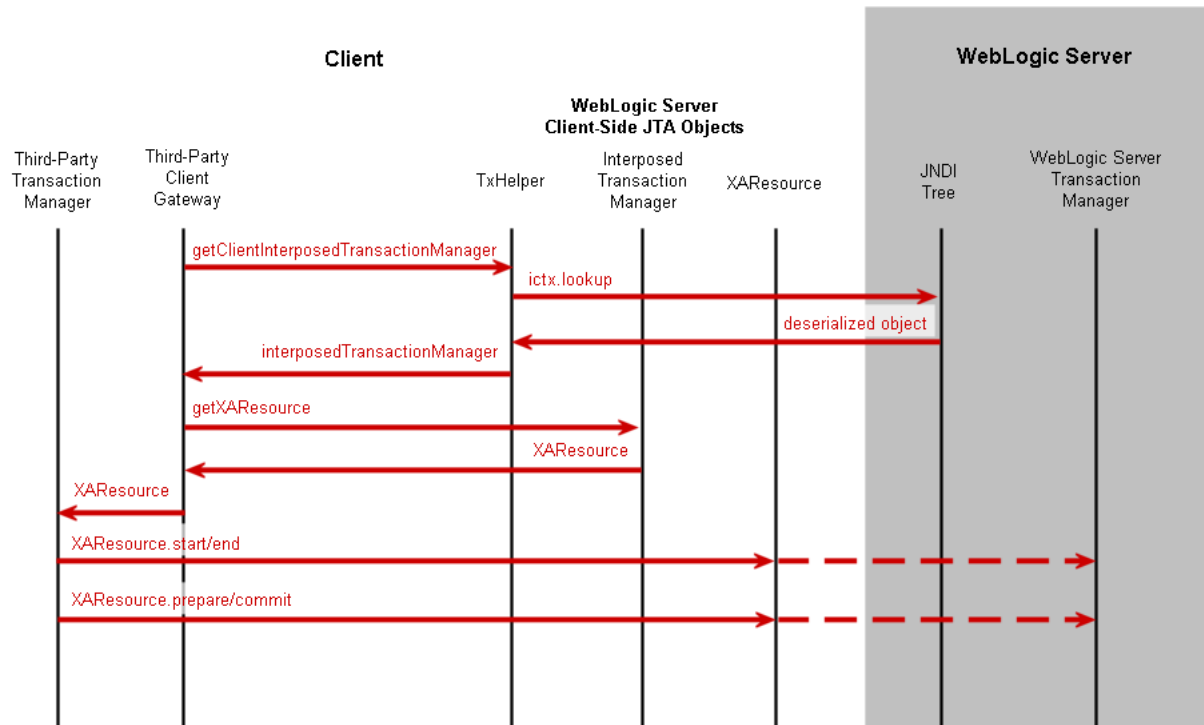 Client
WebLogic Server
WebLogic Server
Client-Side JTA Objects
Third-Party
Transaction
Manager
Third-Party
Client
Gateway
TxHelper
Interposed
Transaction
Manager
XAResource
JNDI
Tree
WebLogic Server
Transaction
Manager
getClientInterposedTransactionManager
ictx.lookup
deserialized object
interposedTransactionManager
getXAResource
XAResource
XAResource
XAResource.start/end
XAResource.prepare/commit